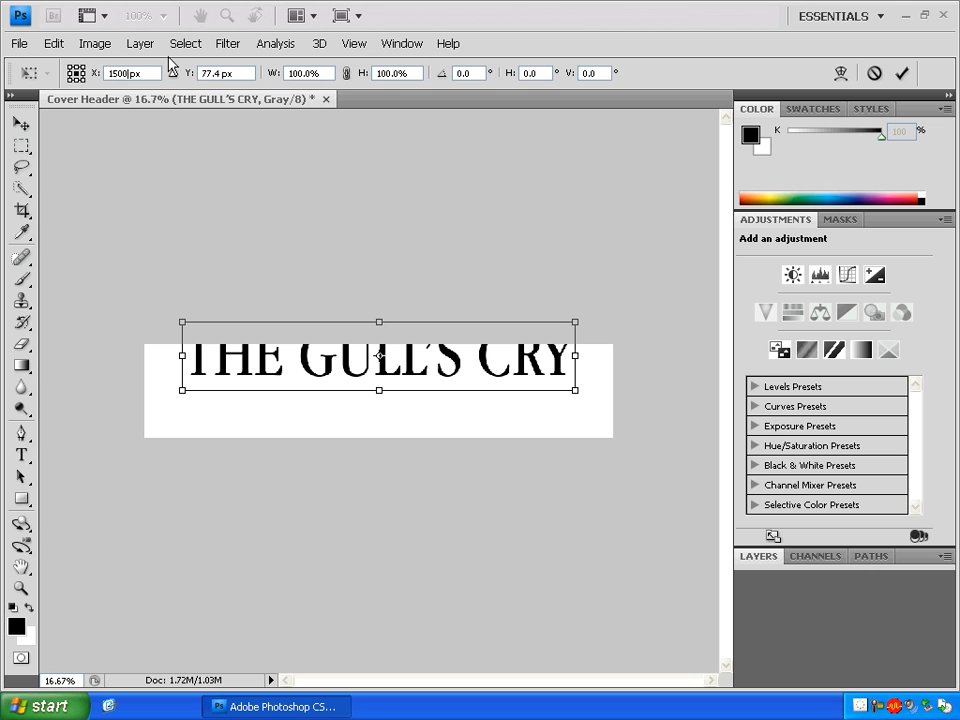 Ps Br 100% ESSENTIALS
File Edit Image Layer Select Filter Analysis 3D View Window Help
X: 1500 px Y: 77.4 px W: 100.0% H: 100.0% 0.0 ° H: 0.0 ° V: 0.0 °
Cover Header @ 16.7% (THE GULL'S CRY, Gray/8) *
COLOR SWATCHES STYLES
K 100 %
ADJUSTMENTS MASKS
Add an adjustment
THE GULL'S CRY
Levels Presets
Curves Presets
Exposure Presets
Hue/Saturation Presets
Black & White Presets
Channel Mixer Presets
Selective Color Presets
LAYERS CHANNELS PATHS
16.67% Doc: 1.72M/1.03M
start Ps Adobe Photoshop CS...